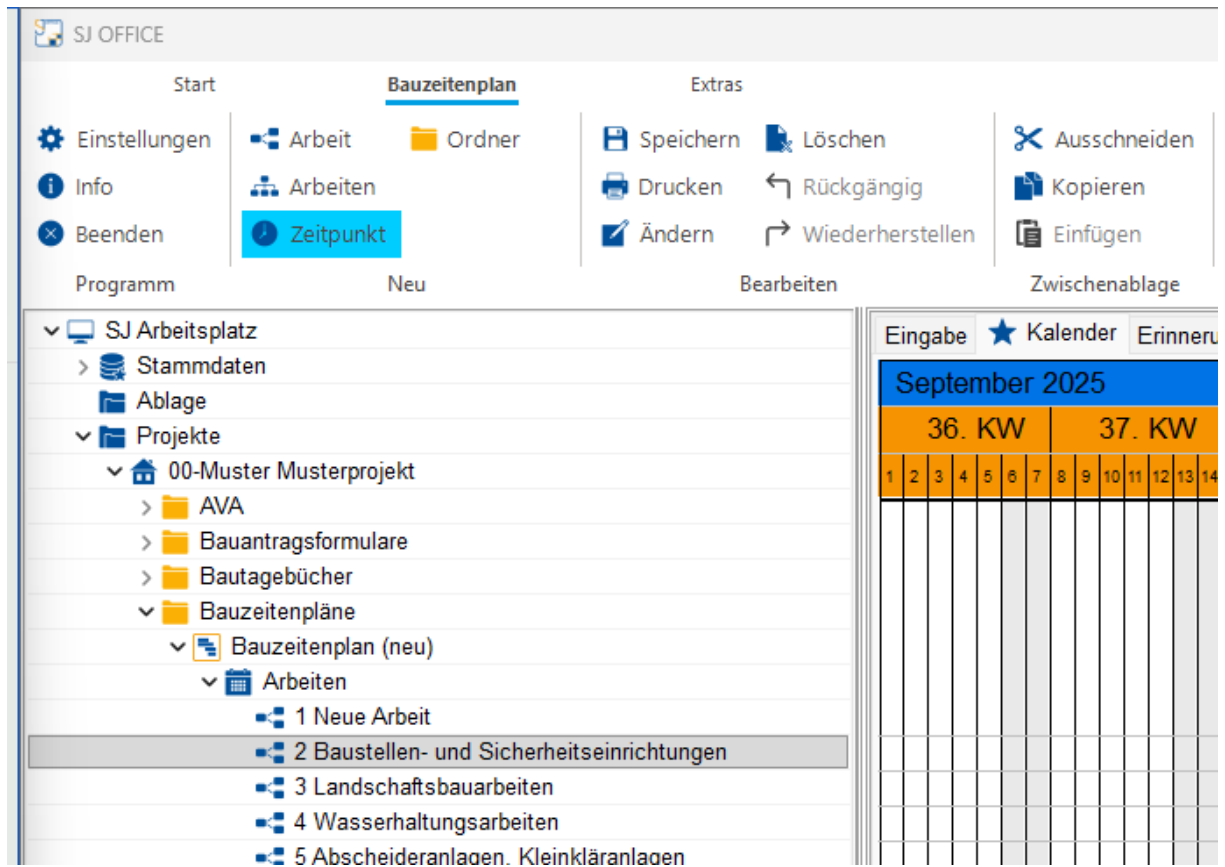 SJ OFFICE
Start Bauzeitenplan Extras
Einstellungen Arbeit Ordner Speichern Löschen Ausschneiden
Info Arbeiten Drucken Rückgängig Kopieren
Beenden Zeitpunkt Ändern Wiederherstellen Einfügen
Programm Neu Bearbeiten Zwischenablage
SJ Arbeitsplatz
Stammdaten
Ablage
Projekte
00-Muster Musterprojekt
AVA
Bauantragsformulare
Bautagebücher
Bauzeitenpläne
Bauzeitenplan (neu)
Arbeiten
1 Neue Arbeit
2 Baustellen- und Sicherheitseinrichtungen
3 Landschaftsbauarbeiten
4 Wasserhaltungsarbeiten
5 Abscheideranlagen, Kleinkläranlagen
Eingabe Kalender Erinneru
September 2025
36. KW 37. KW
1 2 3 4 5 6 7 8 9 10 11 12 13 14